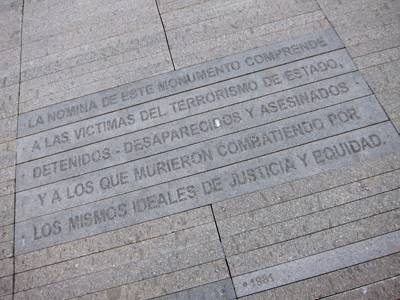 LA NOMINA DE ESTE MONUMENTO COMPRENDE
A LAS VICTIMAS DEL TERRORISMO DE ESTADO,
DETENIDOS - DESAPARECIDOS Y ASESINADOS
Y A LOS QUE MURIERON COMBATIENDO POR
LOS MISMOS IDEALES DE JUSTICIA Y EQUIDAD.
• 1981